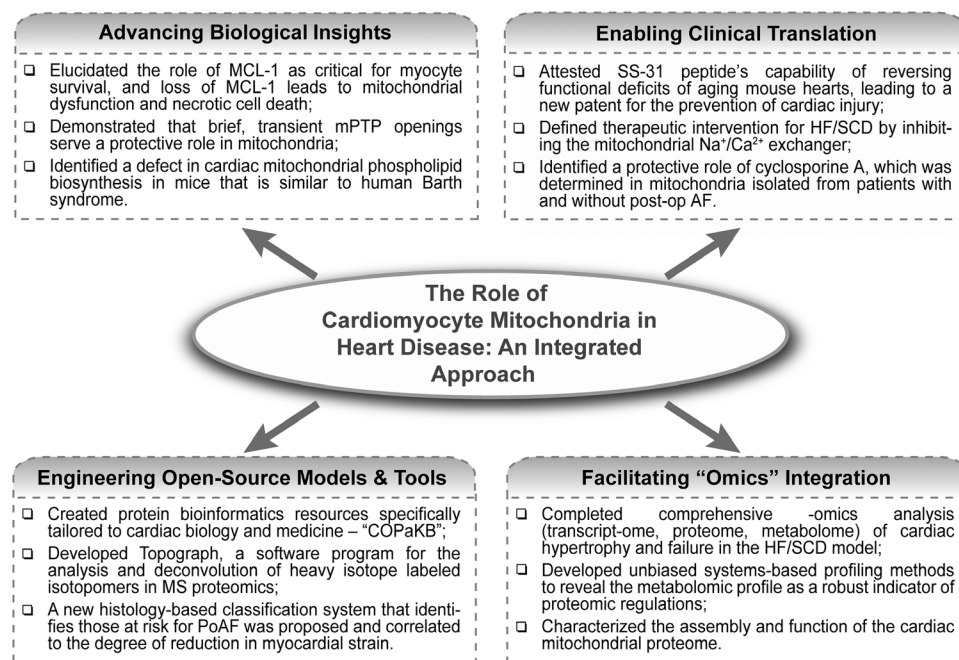 Advancing Biological Insights
❑ Elucidated the role of MCL-1 as critical for myocyte
survival, and loss of MCL-1 leads to mitochondrial
dysfunction and necrotic cell death;
❑ Demonstrated that brief, transient mPTP openings
serve a protective role in mitochondria;
❑ Identified a defect in cardiac mitochondrial phospholipid
biosynthesis in mice that is similar to human Barth
syndrome.
Enabling Clinical Translation
❑ Attested SS-31 peptide's capability of reversing
functional deficits of aging mouse hearts, leading to a
new patent for the prevention of cardiac injury;
❑ Defined therapeutic intervention for HF/SCD by inhibit-
ing the mitochondrial Na⁺/Ca²⁺ exchanger;
❑ Identified a protective role of cyclosporine A, which was
determined in mitochondria isolated from patients with
and without post-op AF.
The Role of
Cardiomyocyte Mitochondria in
Heart Disease: An Integrated
Approach
Engineering Open-Source Models & Tools
❑ Created protein bioinformatics resources specifically
tailored to cardiac biology and medicine – “COPaKB”;
❑ Developed Topograph, a software program for the
analysis and deconvolution of heavy isotope labeled
isotopomers in MS proteomics;
❑ A new histology-based classification system that identi-
fies those at risk for PoAF was proposed and correlated
to the degree of reduction in myocardial strain.
Facilitating “Omics” Integration
❑ Completed comprehensive -omics analysis
(transcript-ome, proteome, metabolome) of cardiac
hypertrophy and failure in the HF/SCD model;
❑ Developed unbiased systems-based profiling methods
to reveal the metabolomic profile as a robust indicator of
proteomic regulations;
❑ Characterized the assembly and function of the cardiac
mitochondrial proteome.